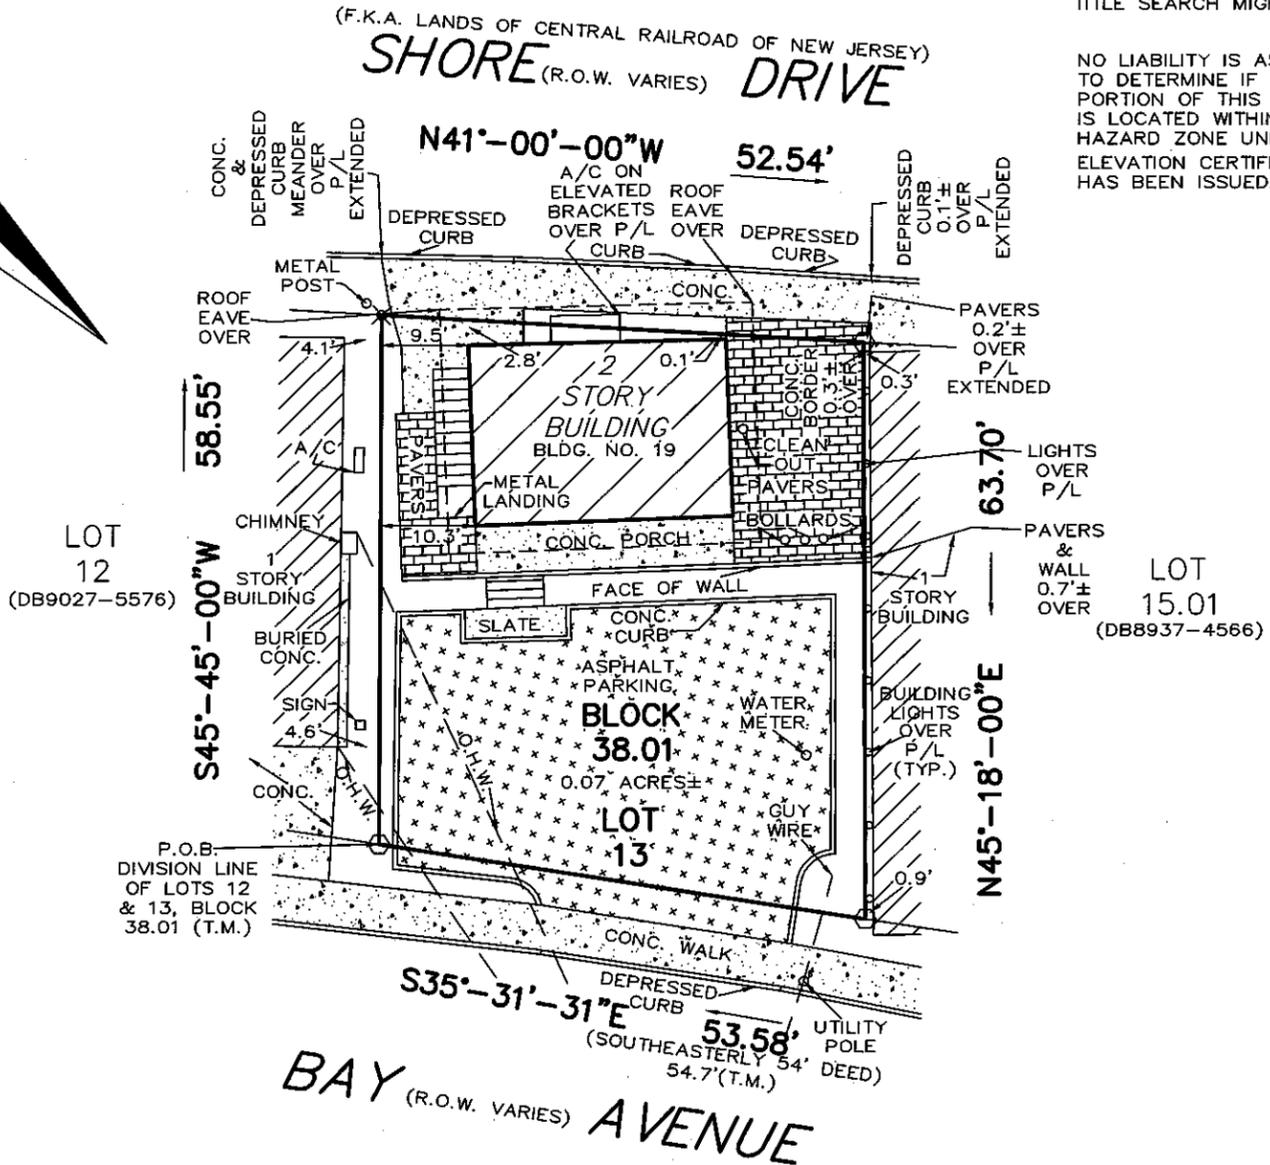 TITLE SEARCH MIG
(F.K.A. LANDS OF CENTRAL RAILROAD OF NEW JERSEY)
SHORE (R.O.W. VARIES) DRIVE
NO LIABILITY IS
TO DETERMINE IF
PORTION OF THIS
IS LOCATED WITHIN
HAZARD ZONE
ELEVATION
HAS BEEN ISSUED
N41°-00'-00"W
52.54'
CONC.
&
DEPRESSED
CURB
MEANDER
OVER
P/L
EXTENDED
DEPRESSED
CURB
A/C ON
ELEVATED
BRACKETS
OVER P/L
CURB
ROOF
EAVE
OVER
DEPRESSED
CURB
DEPRESSED
CURB
0.1'±
OVER
P/L
EXTENDED
METAL
POST
CONC.
ROOF
EAVE
OVER
4.1'
9.5'
2.8'
0.1'
2
STORY
BUILDING
BLDG. NO. 19
CONC.
BORDER
0.3'±
OVER
0.3'
PAVERS
0.2'±
OVER
P/L
EXTENDED
58.55'
A/C
PAVERS
METAL
LANDING
CLEAN
OUT
PAVERS
BOLLARDS
63.70'
LIGHTS
OVER
P/L
LOT
12
(DB9027-5576)
CHIMNEY
1
STORY
BUILDING
10.3'
CONC. PORCH
FACE OF WALL
1
STORY
BUILDING
PAVERS
&
WALL
0.7'±
OVER
LOT
15.01
(DB8937-4566)
S45°-45'-00"W
BURIED
CONC.
SLATE
CONC.
CURB
ASPHALT
PARKING
BLOCK
38.01
0.07 ACRES±
LOT
13
WATER
METER
BUILDING
LIGHTS
OVER
P/L
(TYP.)
N45°-18'-00"E
SIGN
4.6'
O.H.W.
O.H.W.
CONC.
GUY
WIRE
0.9'
P.O.B.
DIVISION LINE
OF LOTS 12
& 13, BLOCK
38.01 (T.M.)
CONC. WALK
S35°-31'-31"E
DEPRESSED
CURB
53.58'
(SOUTHEASTERLY 54' DEED)
54.7'(T.M.)
UTILITY
POLE
BAY (R.O.W. VARIES) AVENUE